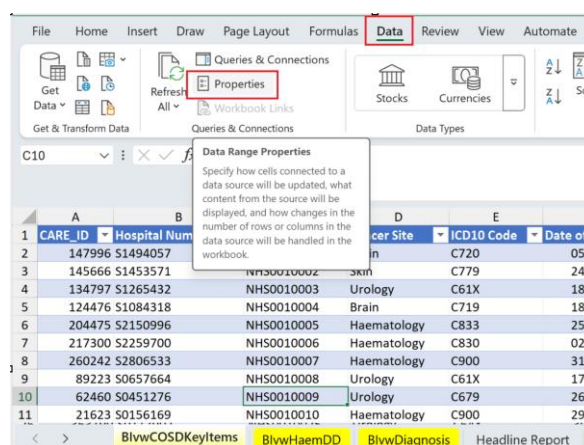 File Home Insert Draw Page Layout Formulas Data Review View Automate
Queries & Connections
Properties
Workbook Links
Get Data
Refresh All
Stocks Currencies
Get & Transform Data Queries & Connections Data Types
C10
Data Range Properties
Specify how cells connected to a
data source will be updated, what
content from the source will be
displayed, and how changes in the
number of rows or columns in the
data source will be handled in the
workbook.
A B D E
1 CARE_ID Hospital Num cer Site ICD10 Code Date of
2 147996 S1494057 in C720 05
3 145666 S1453571 NHS0010002 Skin C779 24
4 134797 S1265432 NHS0010003 Urology C61X 18
5 124476 S1084318 NHS0010004 Brain C719 18
6 204475 S2150996 NHS0010005 Haematology C833 25
7 217300 S2259700 NHS0010006 Haematology C830 02
8 260242 S2806533 NHS0010007 Haematology C900 31
9 89223 S0657664 NHS0010008 Urology C61X 17
10 62460 S0451276 NHS0010009 Urology C679 26
11 21623 S0156169 NHS0010010 Haematology C900 29
BlvwCOSDKeyItems BlvwHaemDD BlvwDiagnosis Headline Report